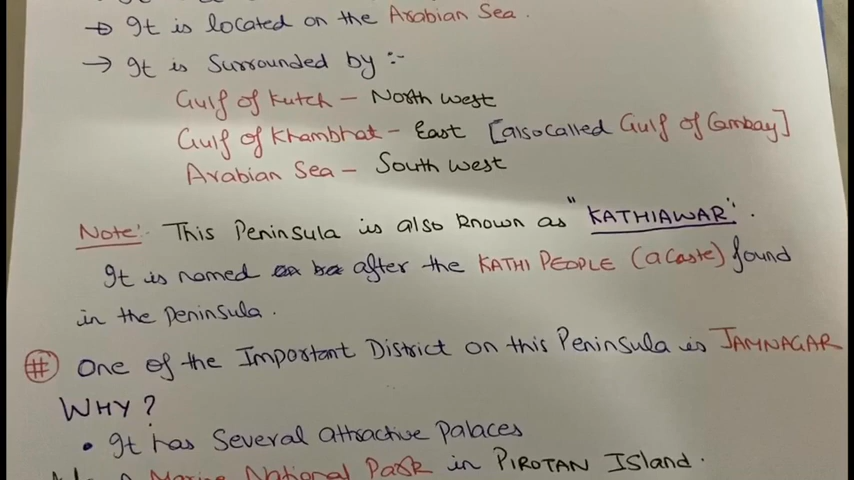 → It is located on the Arabian Sea.
→ It is Surrounded by :-
Gulf of Kutch – North west
Gulf of Khambhat – East [also called Gulf of Cambay]
Arabian Sea – South west
Note: This Peninsula is also known as "KATHIAWAR".
It is named after the KATHI PEOPLE (a caste) found
in the Peninsula.
# One of the Important District on this Peninsula is JAMNAGAR
WHY?
• It has Several attractive Palaces
Marine National Park in PIROTAN Island.